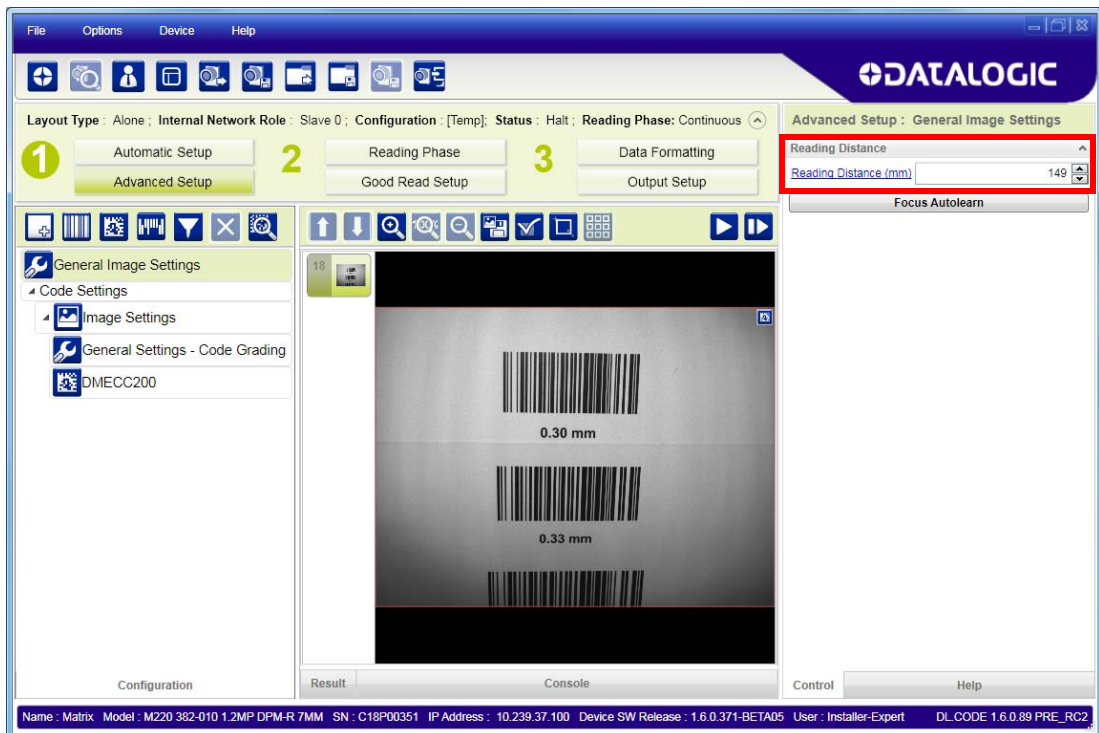 File Options Device Help
DATALOGIC
Layout Type : Alone ; Internal Network Role : Slave 0 ; Configuration : [Temp]; Status : Halt ; Reading Phase: Continuous
1 Automatic Setup 2 Reading Phase 3 Data Formatting
Advanced Setup Good Read Setup Output Setup
Advanced Setup : General Image Settings
Reading Distance
Reading Distance (mm) 149
Focus Autolearn
General Image Settings
Code Settings
Image Settings
General Settings - Code Grading
DMECC200
18
0.30 mm
0.33 mm
Configuration
Result Console
Control Help
Name : Matrix Model : M220 382-010 1.2MP DPM-R 7MM SN : C18P00351 IP Address : 10.239.37.100 Device SW Release : 1.6.0.371-BETA05 User : Installer-Expert DL.CODE 1.6.0.89 PRE_RC2